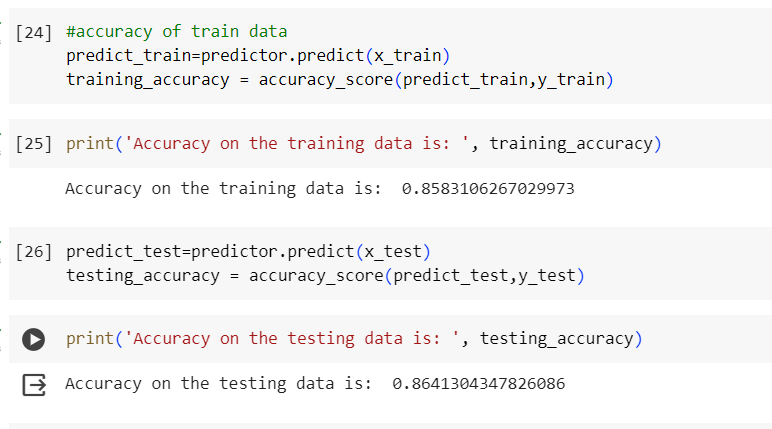 [24] #accuracy of train data
predict_train=predictor.predict(x_train)
training_accuracy = accuracy_score(predict_train,y_train)
[25] print('Accuracy on the training data is: ', training_accuracy)
Accuracy on the training data is:  0.8583106267029973
[26] predict_test=predictor.predict(x_test)
testing_accuracy = accuracy_score(predict_test,y_test)
print('Accuracy on the testing data is: ', testing_accuracy)
Accuracy on the testing data is:  0.8641304347826086